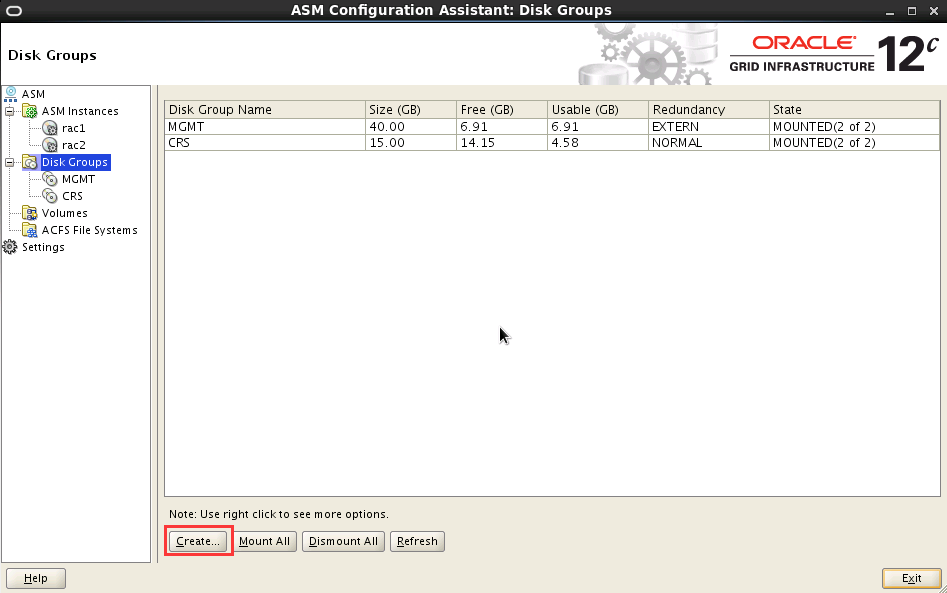 ASM Configuration Assistant: Disk Groups
Disk Groups
ORACLE
GRID INFRASTRUCTURE
12c
ASM
ASM Instances
rac1
rac2
Disk Groups
MGMT
CRS
Volumes
ACFS File Systems
Settings
Disk Group Name Size (GB) Free (GB) Usable (GB) Redundancy State
MGMT 40.00 6.91 6.91 EXTERN MOUNTED(2 of 2)
CRS 15.00 14.15 4.58 NORMAL MOUNTED(2 of 2)
Note: Use right click to see more options.
Create... Mount All Dismount All Refresh
Help Exit